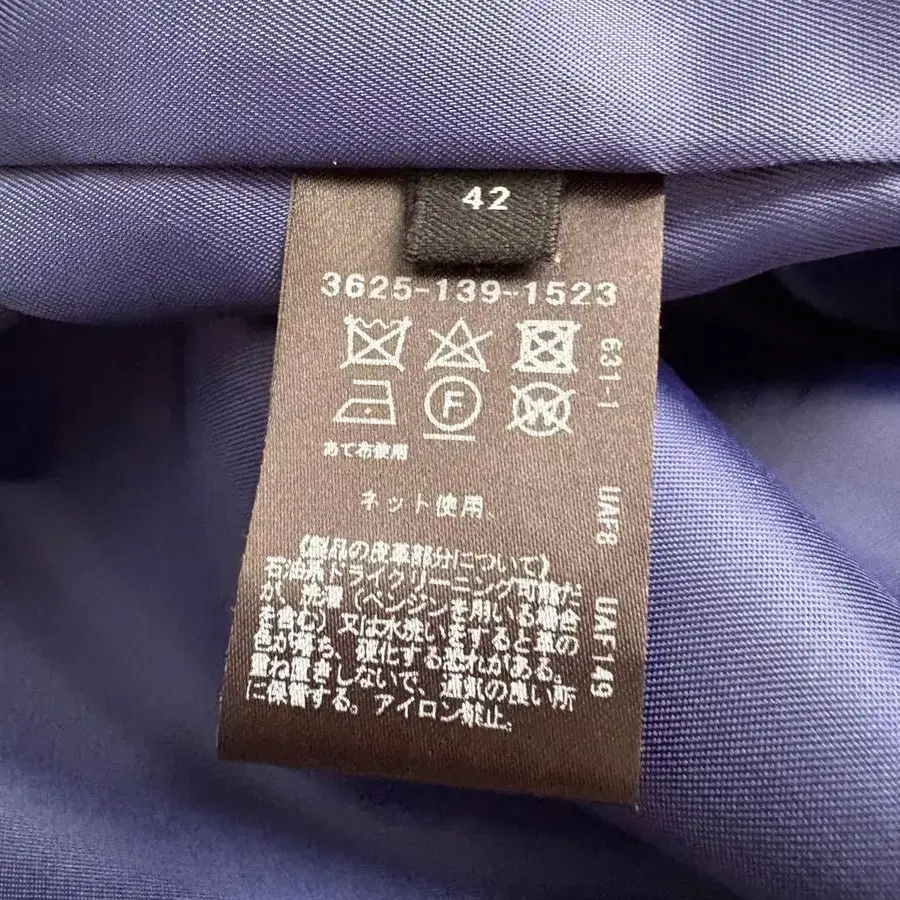 42
3625-139-1523
F
W
あて布使用
ネット使用、
(製品の皮革部分について)
石油系ドライクリーニング可能だ
が、洗濯(ベンジンを用いる場合
を含む)又は水洗いをすると革の
色が落ち、硬化する恐れがある。
重ね置きしないで、通気の良い所
に保管する。アイロン禁止。
631-1
UAF8
UAF149